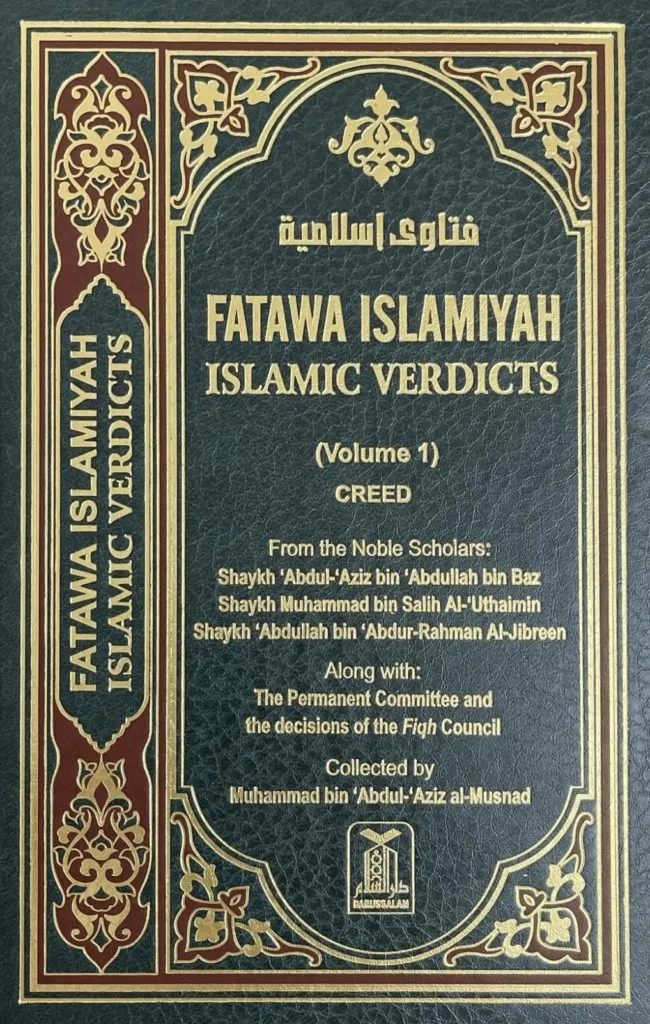 فتاوى إسلامية
FATAWA ISLAMIYAH
ISLAMIC VERDICTS
(Volume 1)
CREED
From the Noble Scholars:
Shaykh ‘Abdul-‘Aziz bin ‘Abdullah bin Baz
Shaykh Muhammad bin Salih Al-‘Uthaimin
Shaykh ‘Abdullah bin ‘Abdur-Rahman Al-Jibreen
Along with:
The Permanent Committee and
the decisions of the Fiqh Council
Collected by
Muhammad bin ‘Abdul-‘Aziz al-Musnad
دارالسلام
DARUSSALAM
FATAWA ISLAMIYAH
ISLAMIC VERDICTS